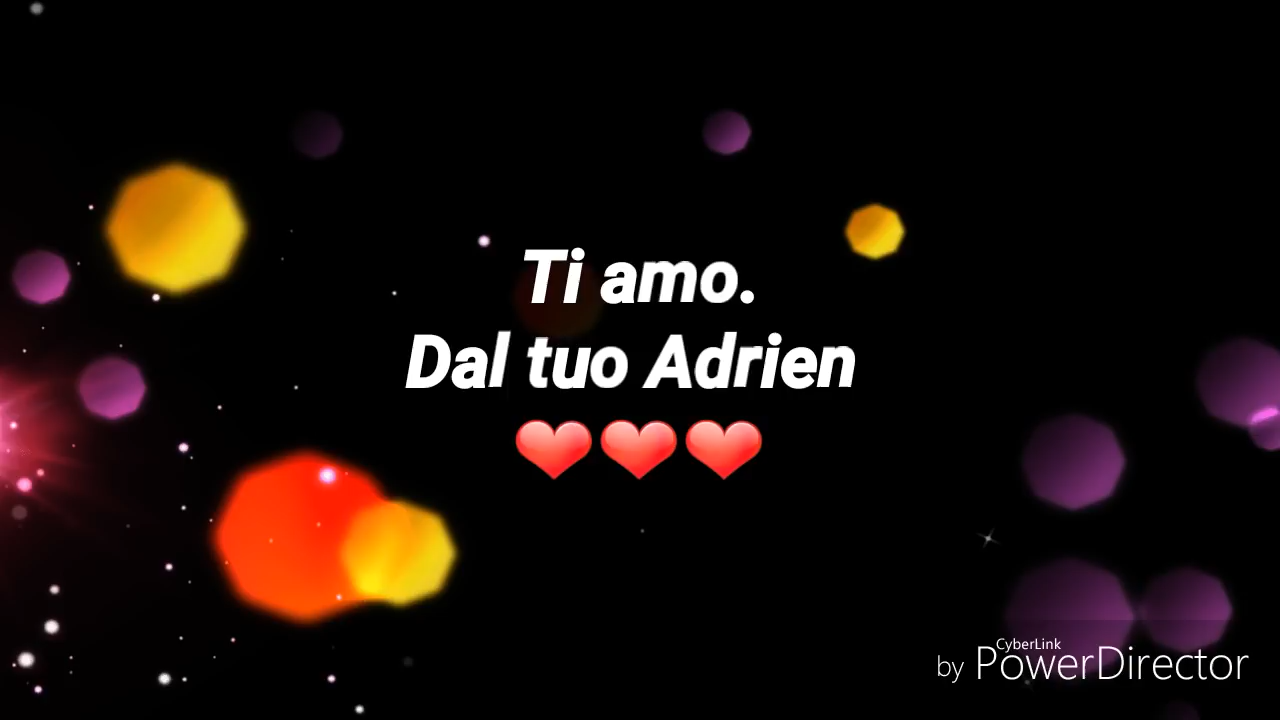 Ti amo.
Dal tuo Adrien
❤❤❤
CyberLink
by PowerDirector